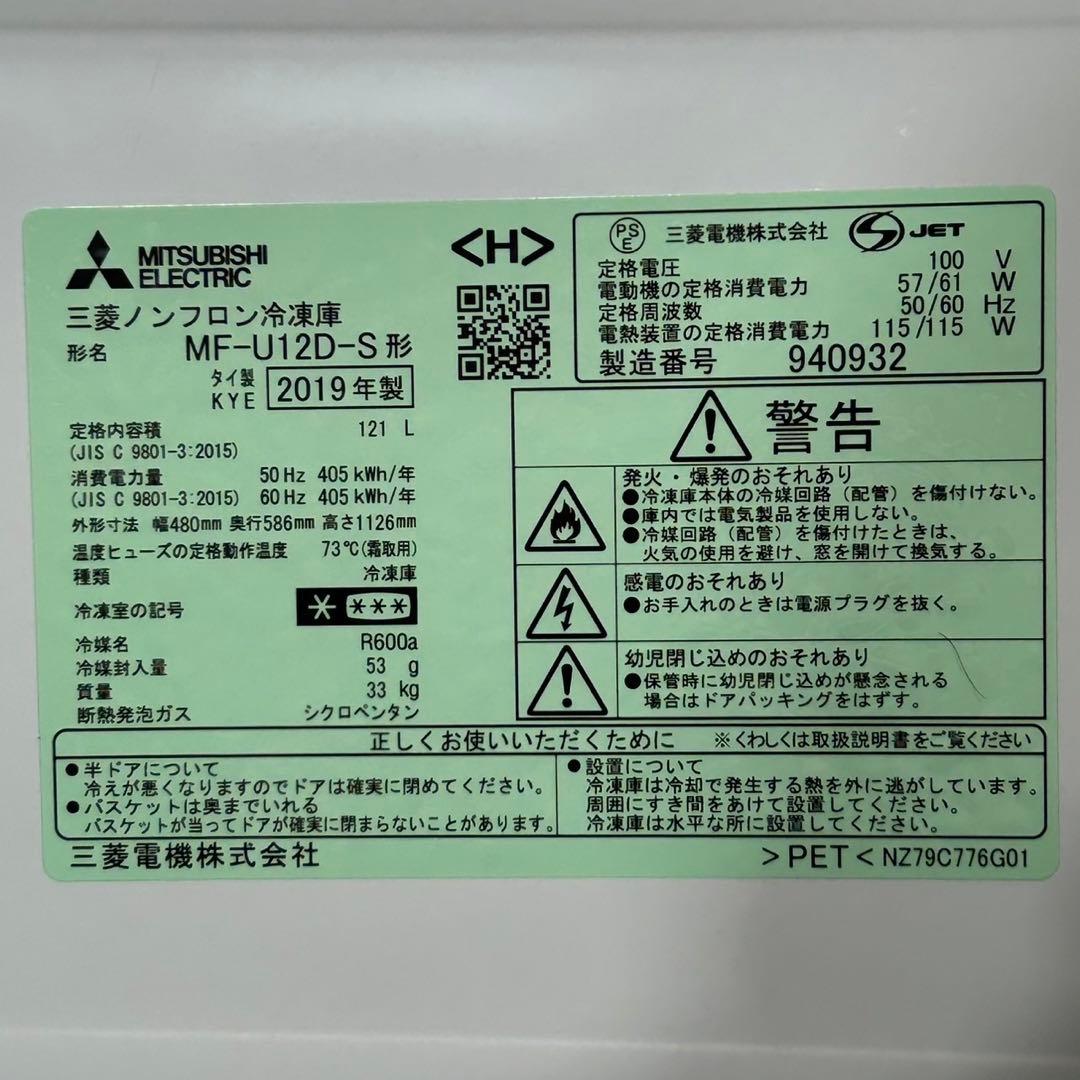 MITSUBISHI
ELECTRIC
三菱ノンフロン冷凍庫
形名 MF-U12D-S形
タイ製
KYE
2019年製
<H>
PS
E
三菱電機株式会社
S JET
定格電圧 100 V
電動機の定格消費電力 57/61 W
定格周波数 50/60 Hz
電熱装置の定格消費電力 115/115 W
製造番号 940932
定格内容積 121 L
(JIS C 9801-3:2015)
消費電力量 50Hz 405kWh/年
(JIS C 9801-3:2015) 60Hz 405kWh/年
外形寸法 幅480mm 奥行586mm 高さ1126mm
温度ヒューズの定格動作温度 73℃(霜取用)
種類 冷凍庫
冷凍室の記号 * ***
冷媒名 R600a
冷媒封入量 53 g
質量 33 kg
断熱発泡ガス シクロペンタン
警告
発火・爆発のおそれあり
●冷凍庫本体の冷媒回路(配管)を傷付けない。
●庫内では電気製品を使用しない。
●冷媒回路(配管)を傷付けたときは、
火気の使用を避け、窓を開けて換気する。
感電のおそれあり
●お手入れのときは電源プラグを抜く。
幼児閉じ込めのおそれあり
●保管時に幼児閉じ込めが懸念される
場合はドアパッキングをはずす。
正しくお使いいただくために ※くわしくは取扱説明書をご覧ください
●半ドアについて
冷えが悪くなりますのでドアは確実に閉めてください。
●バスケットは奥までいれる
バスケットが当ってドアが確実に閉まらないことがあります。
●設置について
冷凍庫は冷却で発生する熱を外に逃がしています。
周囲にすき間をあけて設置してください。
冷凍庫は水平な所に設置してください。
三菱電機株式会社
>PET< NZ79C776G01